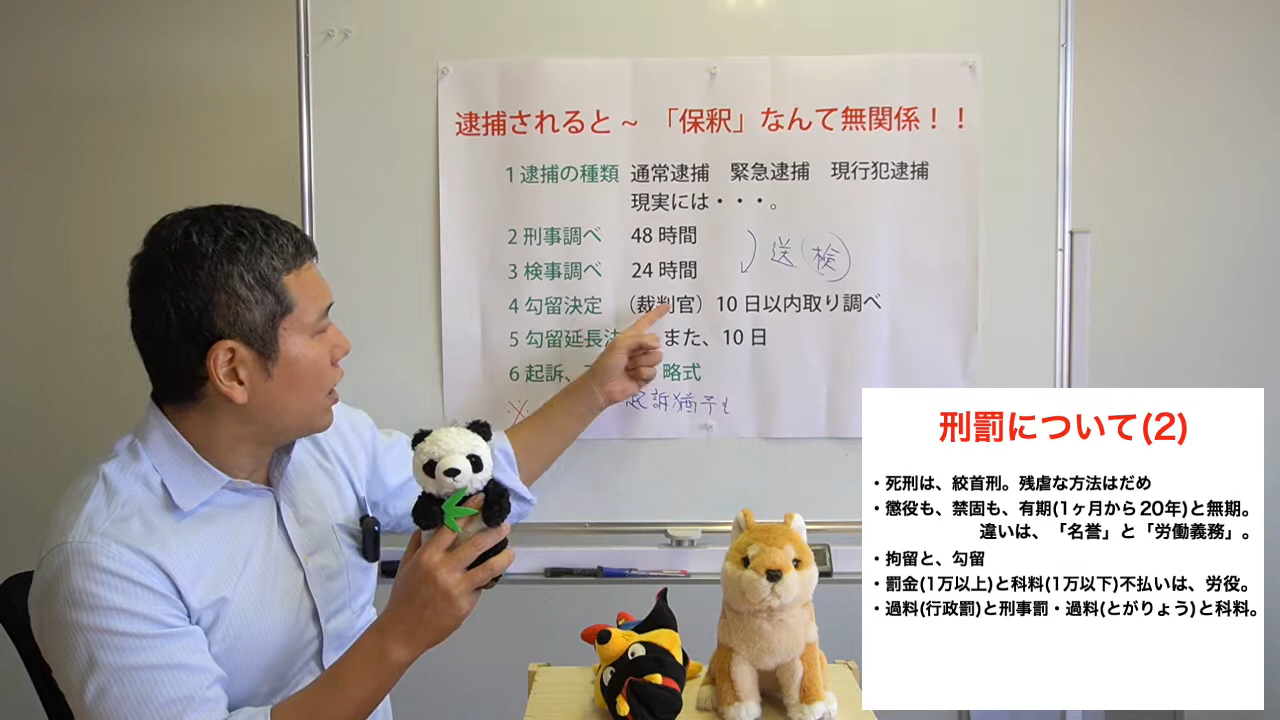 逮捕されると~ 「保釈」なんて無関係!!
1逮捕の種類 通常逮捕 緊急逮捕 現行犯逮捕
現実には・・・。
2 刑事調べ 48 時間
3 検事調べ 24 時間
送検
4 勾留決定 (裁判官) 10 日以内取り調べ
5 勾留延長 また、10 日
6 起訴、 略式
※ 起訴猶予も
刑罰について(2)
・死刑は、絞首刑。残虐な方法はだめ
・懲役も、禁固も、有期(1ヶ月から20年)と無期。
違いは、「名誉」と「労働義務」。
・拘留と、勾留
・罰金(1万以上)と科料(1万以下)不払いは、労役。
・過料(行政罰)と刑事罰・過料(とがりょう)と科料。